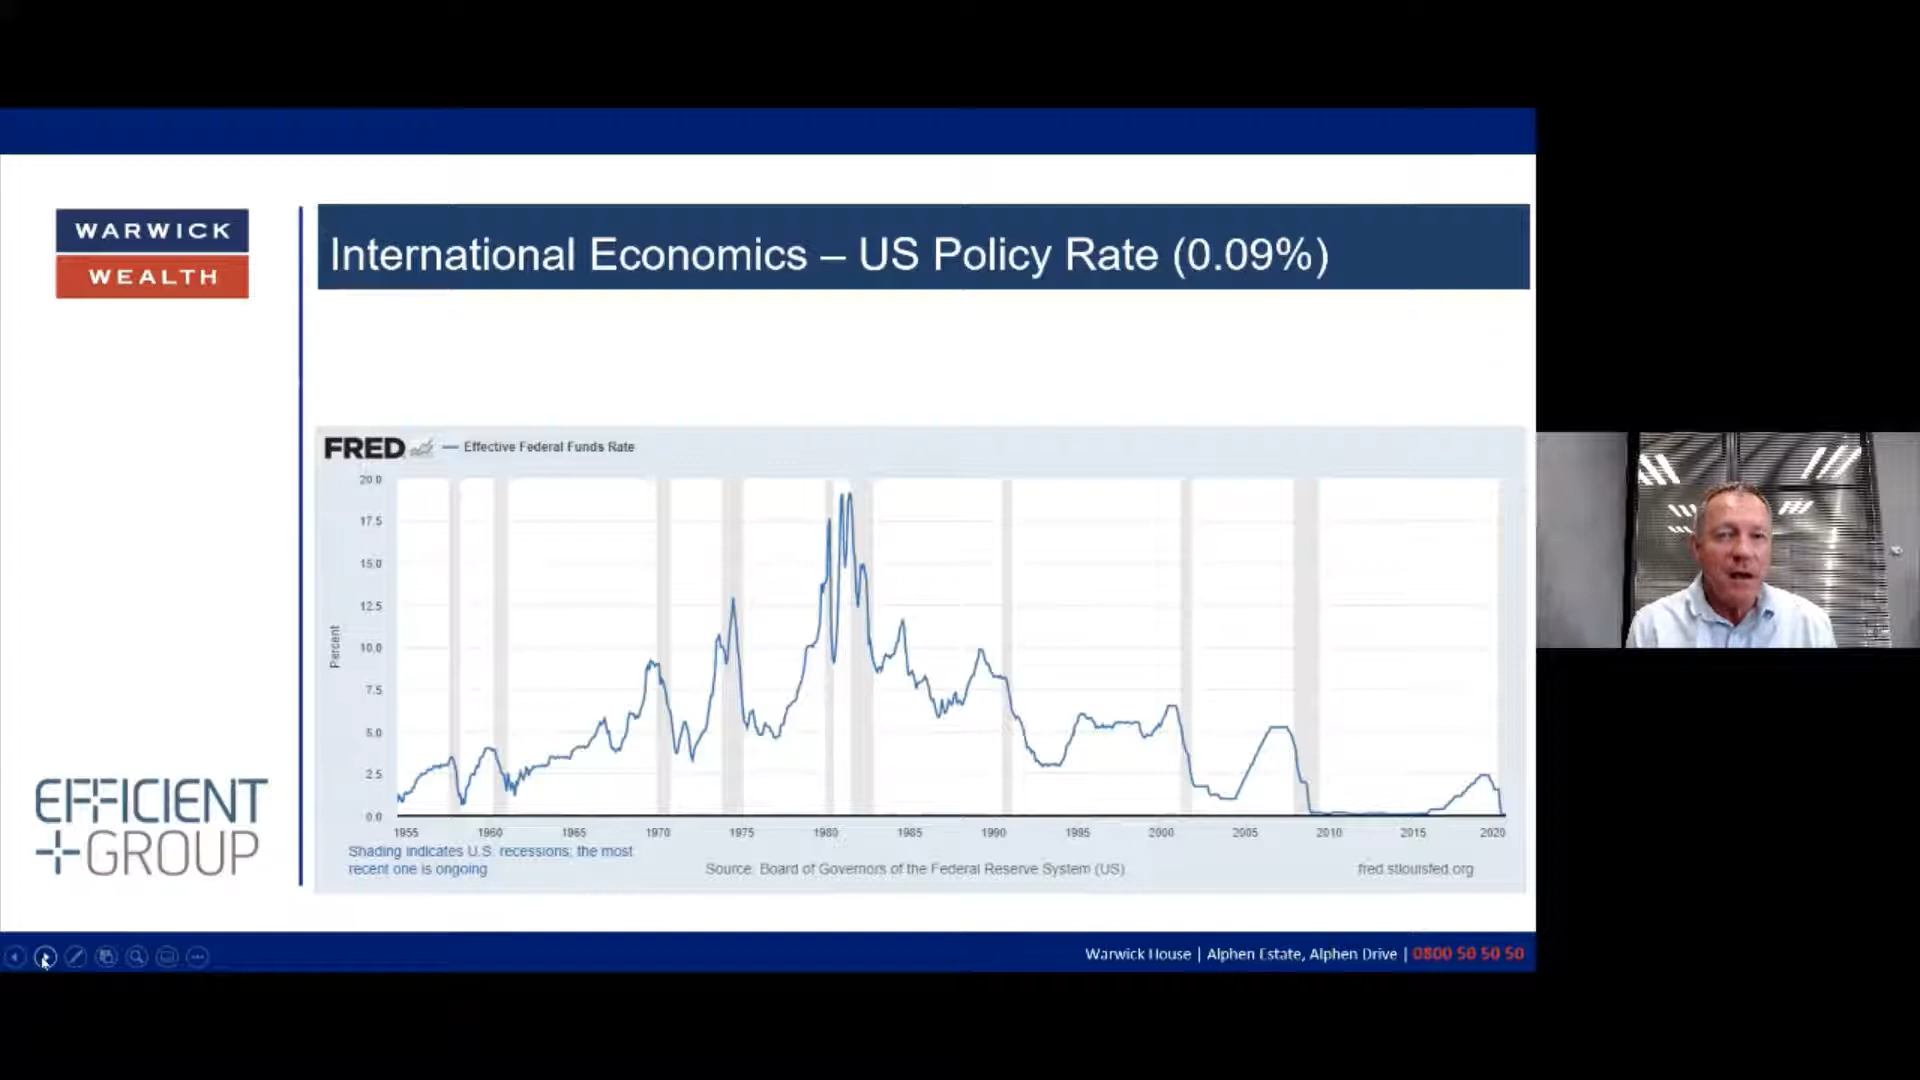 WARWICK
WEALTH
International Economics – US Policy Rate (0.09%)
FRED
Effective Federal Funds Rate
Percent
20.0
17.5
15.0
12.5
10.0
7.5
5.0
2.5
0.0
1955 1960 1965 1970 1975 1980 1985 1990 1995 2000 2005 2010 2015 2020
Shading indicates U.S. recessions; the most
recent one is ongoing
Source: Board of Governors of the Federal Reserve System (US)
fred.stlouisfed.org
EFFICIENT
GROUP
Warwick House | Alphen Estate, Alphen Drive | 0800 50 50 50